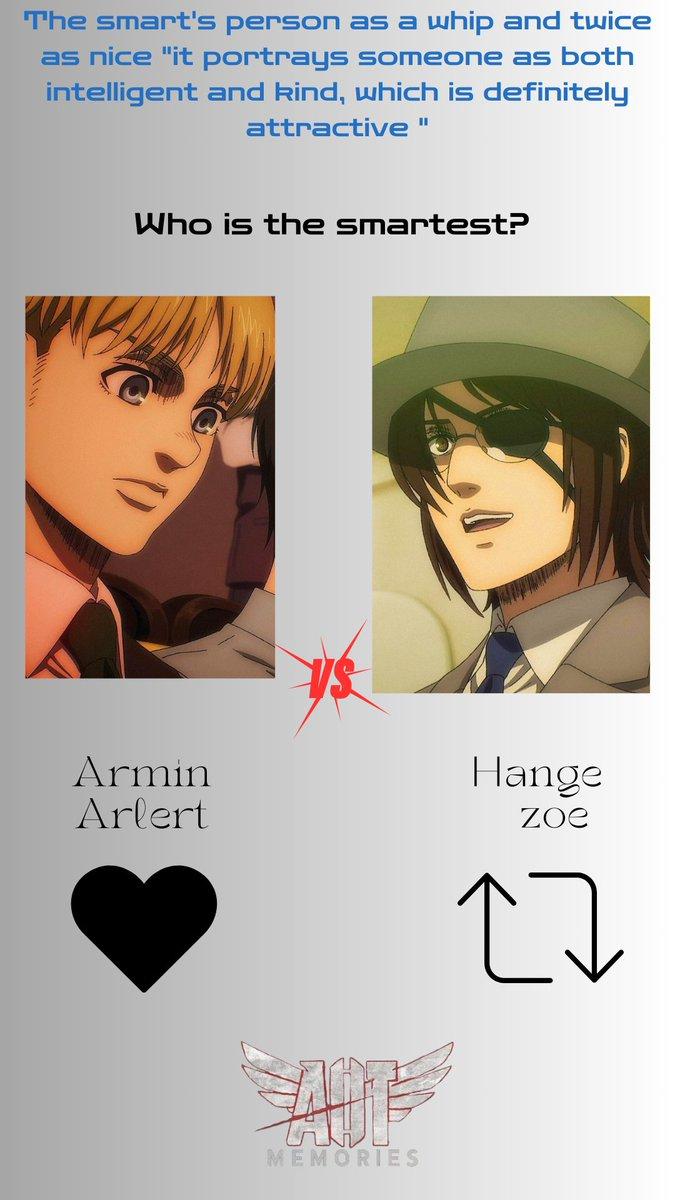 The smart's person as a whip and twice
as nice "it portrays someone as both
intelligent and kind, which is definitely
attractive "
Who is the smartest?
VS
Armin
Arlert
Hange
zoe
AOT
MEMORIES